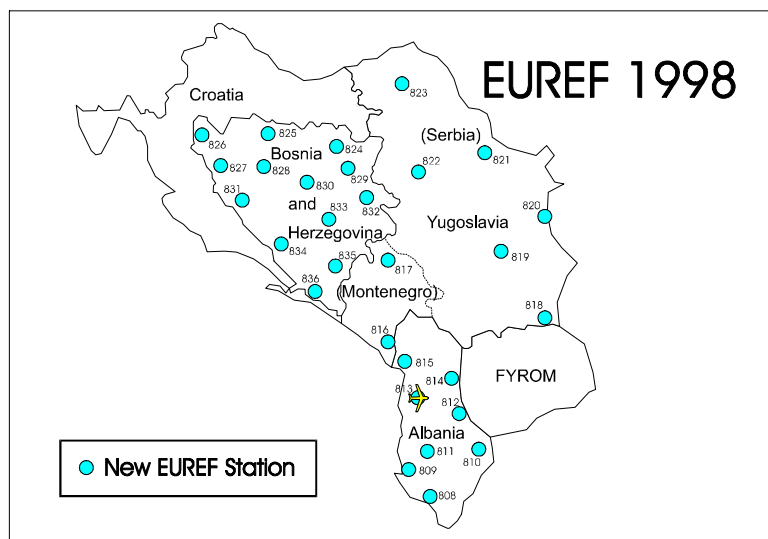 EUREF 1998
Croatia
823
826
825
824
Bosnia
(Serbia)
821
822
827
828
829
830
831
and
833
832
820
Yugoslavia
834
Herzegovina
819
835
817
836
(Montenegro)
818
816
815
814
FYROM
813
812
Albania
811
810
809
808
New EUREF Station